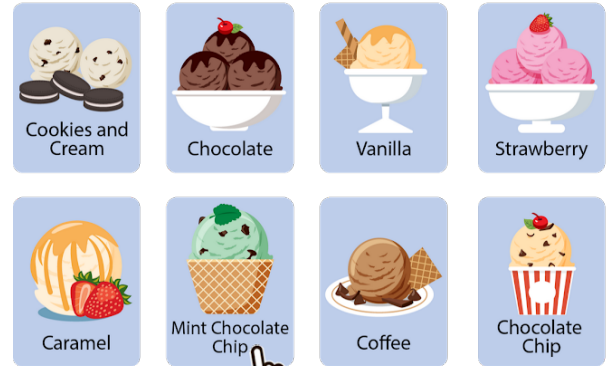 Cookies and
Cream
Chocolate
Vanilla
Strawberry
Caramel
Mint Chocolate
Chip
Coffee
Chocolate
Chip